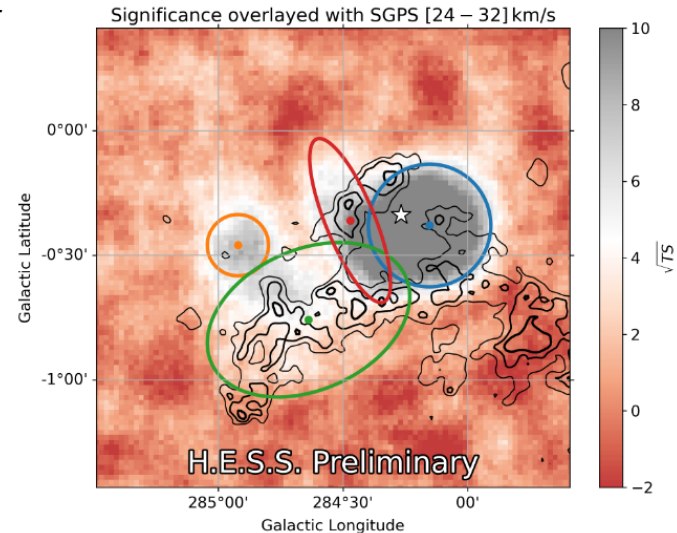 Significance overlayed with SGPS [24 − 32] km/s
10
8
6
4
2
0
−2
√TS
0°00'
-0°30'
-1°00'
Galactic Latitude
H.E.S.S. Preliminary
285°00' 284°30' 00'
Galactic Longitude